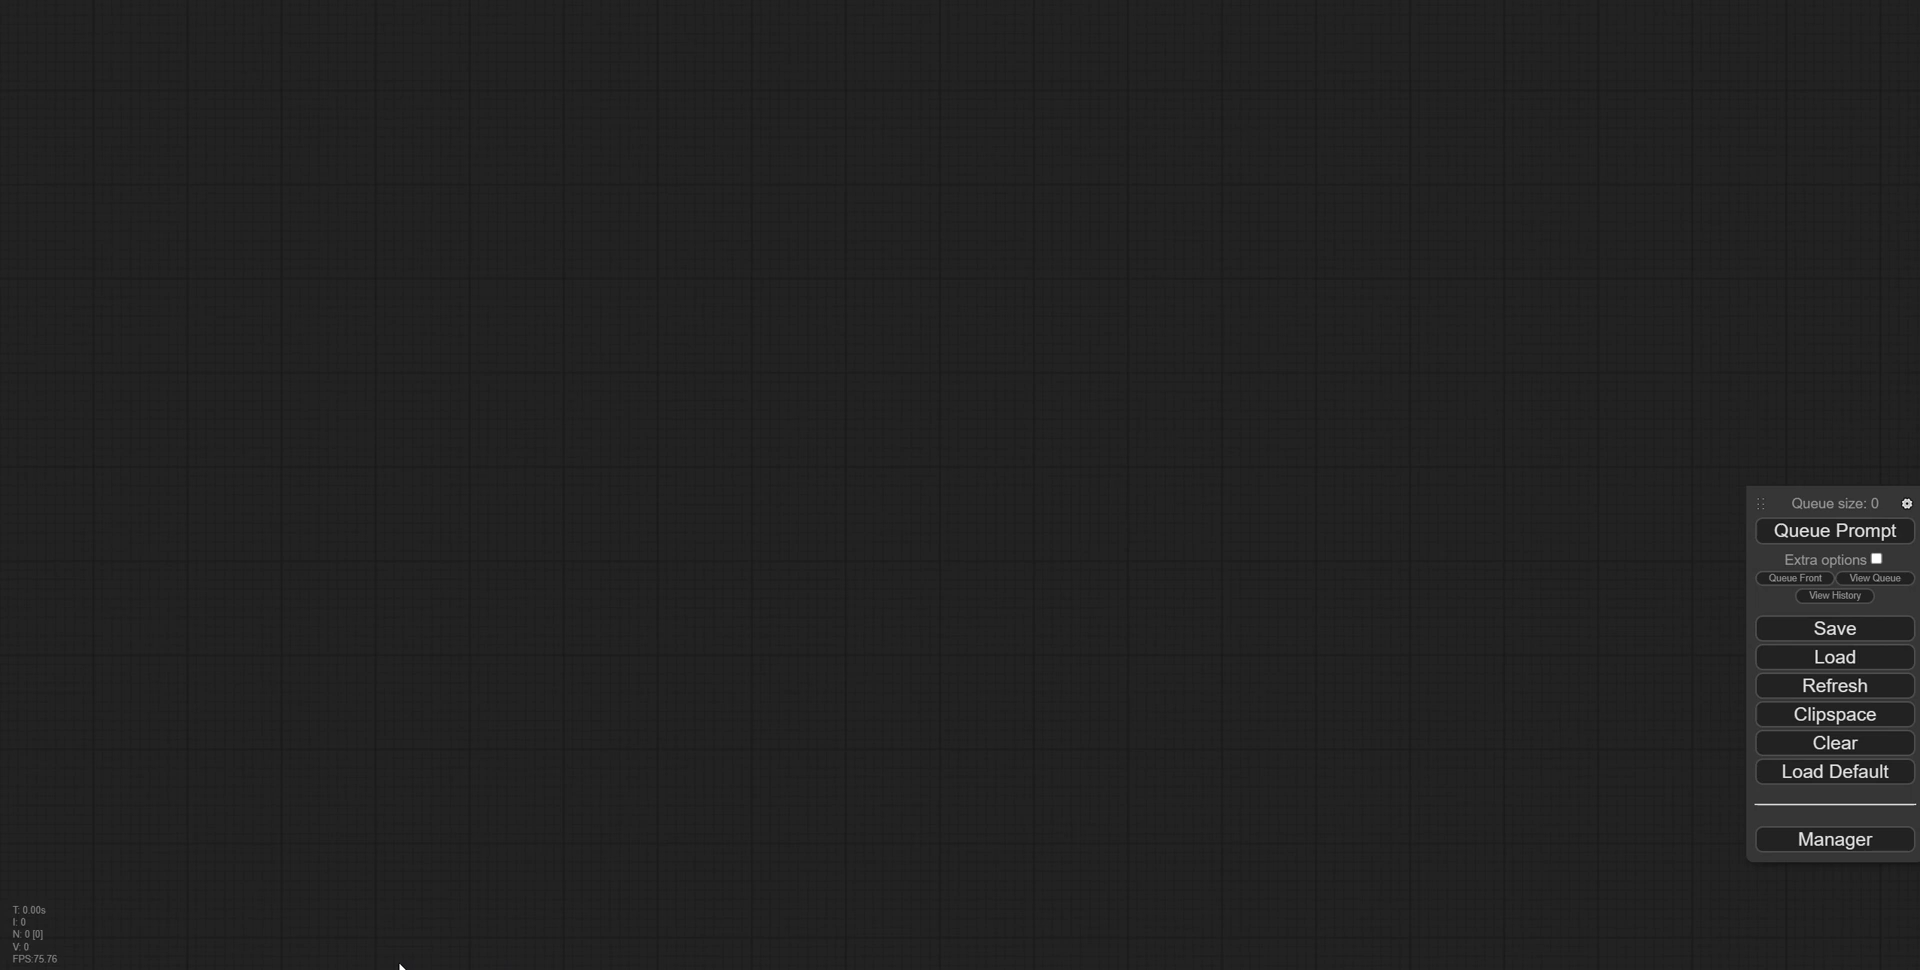 Queue size: 0
Queue Prompt
Extra options
Queue Front View Queue
View History
Save
Load
Refresh
Clipspace
Clear
Load Default
Manager
T: 0.00s
I: 0
N: 0 [0]
V: 0
FPS:75.76